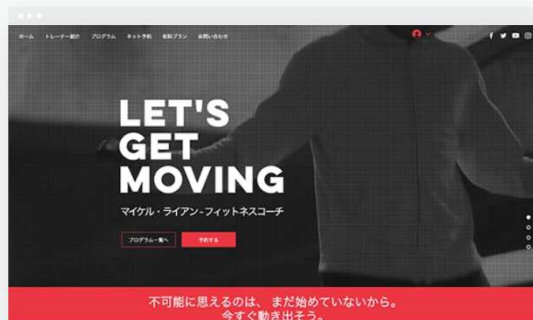 ホーム トレーナー紹介 プログラム ネット予約 有料プラン お問い合わせ
LET'S
GET
MOVING
マイケル・ライアン-フィットネスコーチ
プログラム一覧へ 予約する
不可能に思えるのは、まだ始めていないから。
今すぐ動き出そう。